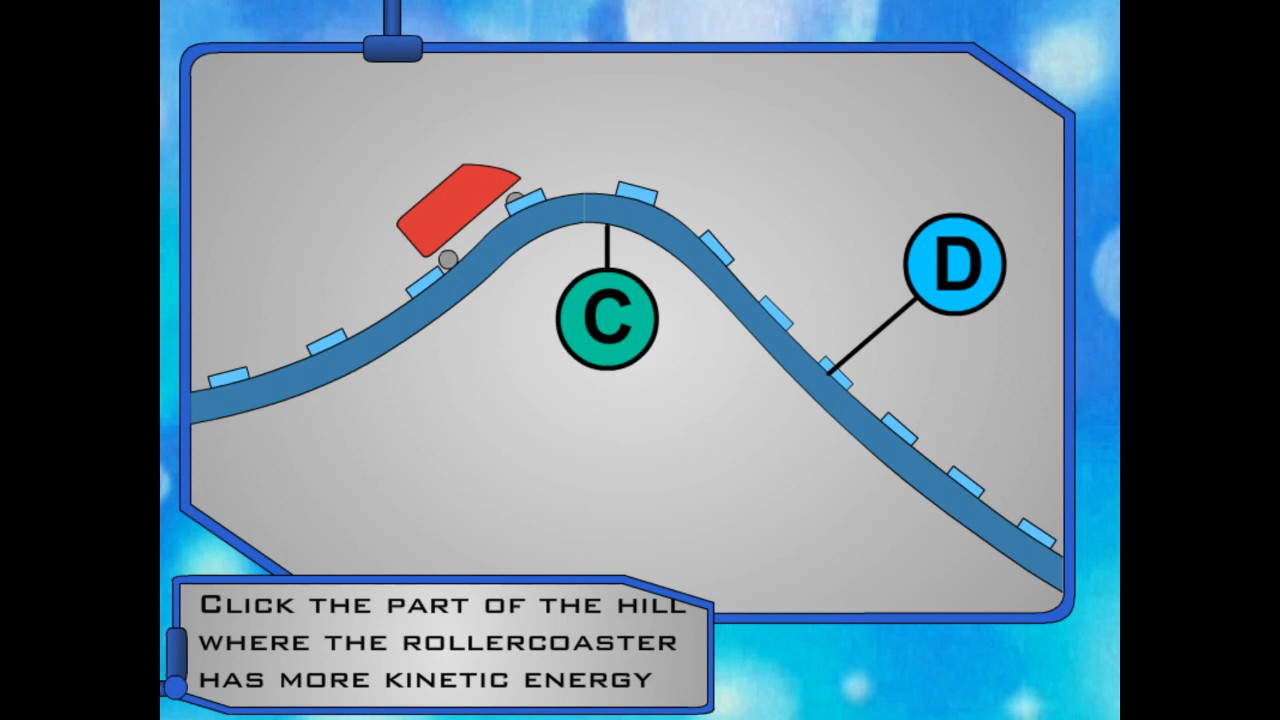 D
C
CLICK THE PART OF THE HILL
WHERE THE ROLLERCOASTER
HAS MORE KINETIC ENERGY